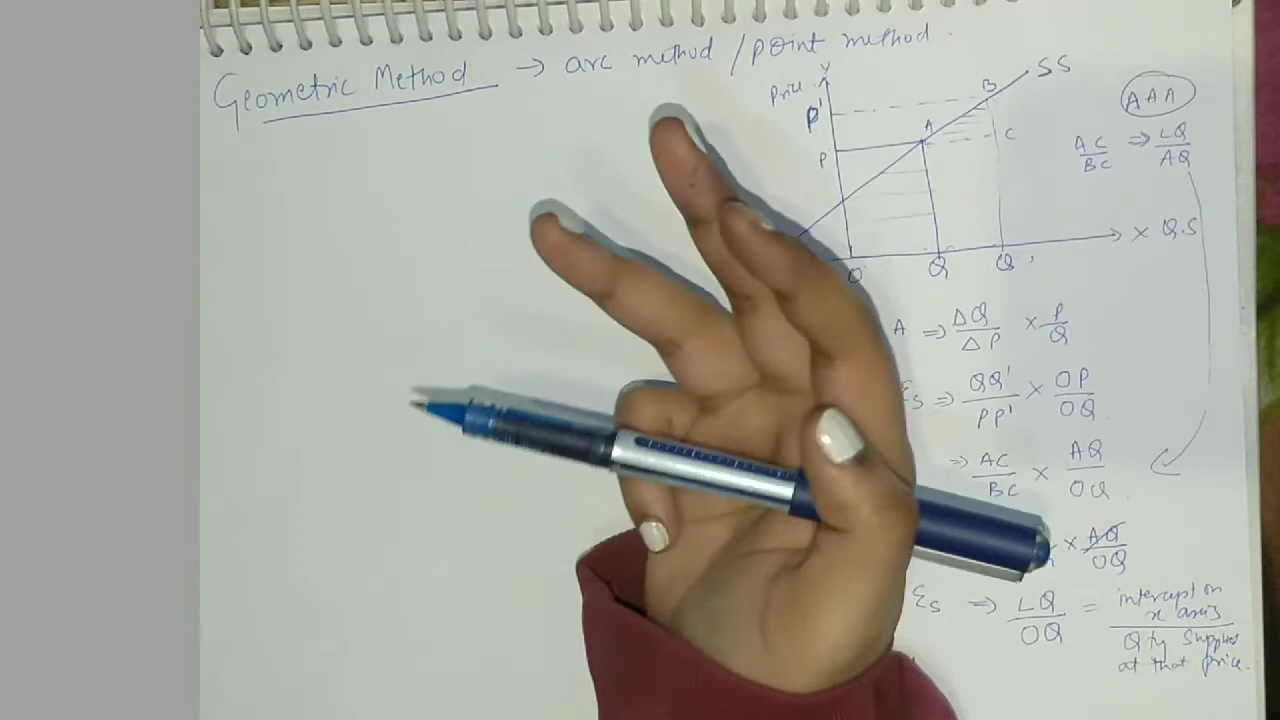 Geometric Method → arc method / point method.
Y
Price
P'
P
SS
B
A
C
O
Q
Q'
X Q.S
AAA
AC/BC ⇒ LQ/AQ
A ⇒ ΔQ/ΔP × P/Q
Es ⇒ QQ'/PP' × OP/OQ
⇒ AC/BC × AQ/OQ
× AQ/OQ
Es ⇒ LQ/OQ = intercept on x axis / Qty Supplied at that price.